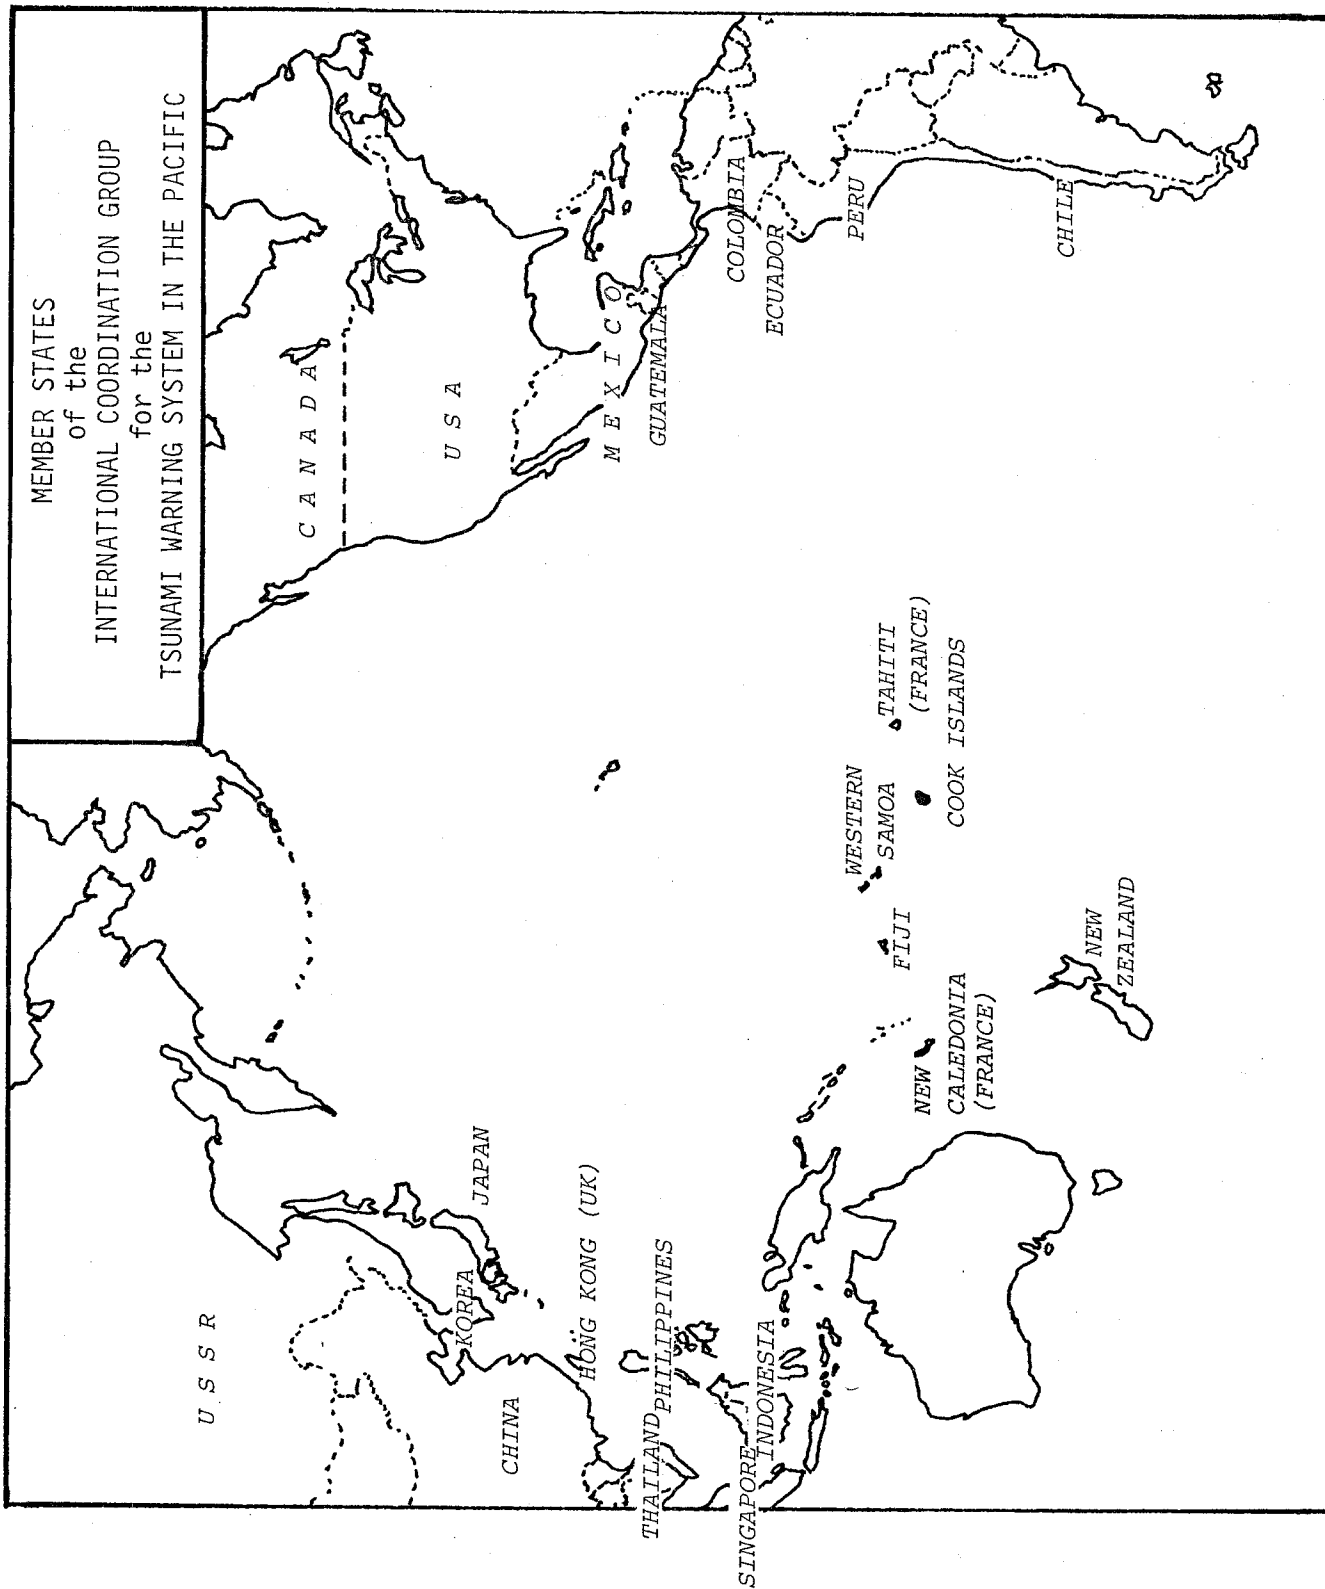 MEMBER STATES
of the
INTERNATIONAL COORDINATION GROUP
for the
TSUNAMI WARNING SYSTEM IN THE PACIFIC
U S S R
CANADA
USA
CHINA
KOREA
JAPAN
HONG KONG (UK)
MEXICO
GUATEMALA
THAILAND
PHILIPPINES
SINGAPORE
INDONESIA
COLOMBIA
ECUADOR
PERU
WESTERN
SAMOA
FIJI
TAHITI
(FRANCE)
COOK ISLANDS
NEW
CALEDONIA
(FRANCE)
NEW
ZEALAND
CHILE